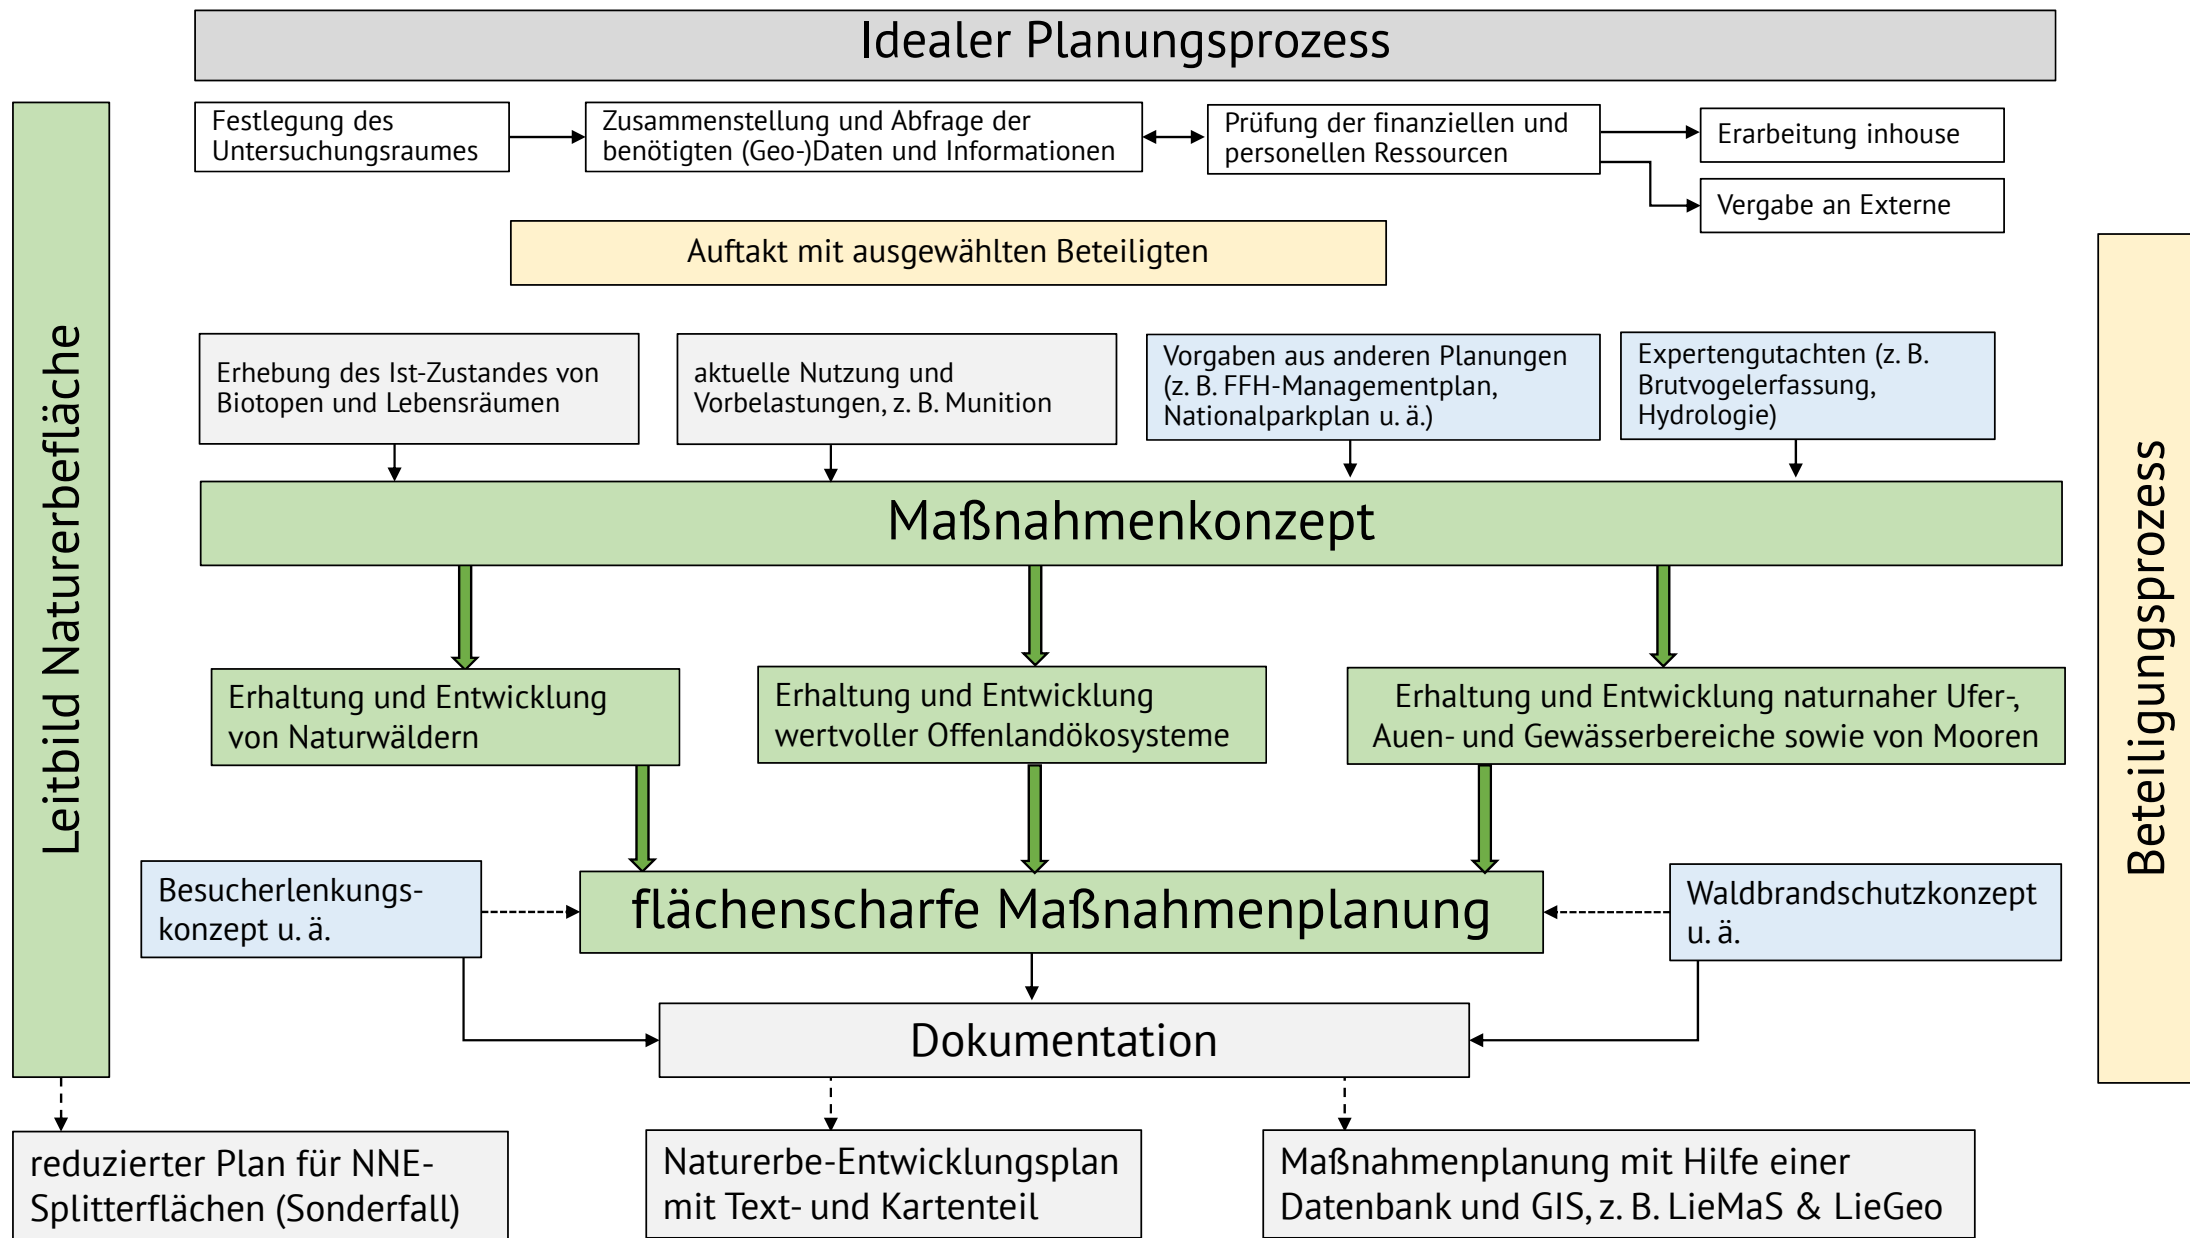 Idealer Planungsprozess
Leitbild Naturerbefläche
Festlegung des
Untersuchungsraumes
Zusammenstellung und Abfrage der
benötigten (Geo-)Daten und Informationen
Prüfung der finanziellen und
personellen Ressourcen
Erarbeitung inhouse
Vergabe an Externe
Auftakt mit ausgewählten Beteiligten
Beteiligungsprozess
Erhebung des Ist-Zustandes von
Biotopen und Lebensräumen
aktuelle Nutzung und
Vorbelastungen, z. B. Munition
Vorgaben aus anderen Planungen
(z. B. FFH-Managementplan,
Nationalparkplan u. ä.)
Expertengutachten (z. B.
Brutvogelerfassung,
Hydrologie)
Maßnahmenkonzept
Erhaltung und Entwicklung
von Naturwäldern
Erhaltung und Entwicklung
wertvoller Offenlandökosysteme
Erhaltung und Entwicklung naturnaher Ufer-,
Auen- und Gewässerbereiche sowie von Mooren
Besucherlenkungs-
konzept u. ä.
flächenscharfe Maßnahmenplanung
Waldbrandschutzkonzept
u. ä.
Dokumentation
reduzierter Plan für NNE-
Splitterflächen (Sonderfall)
Naturerbe-Entwicklungsplan
mit Text- und Kartenteil
Maßnahmenplanung mit Hilfe einer
Datenbank und GIS, z. B. LieMaS & LieGeo